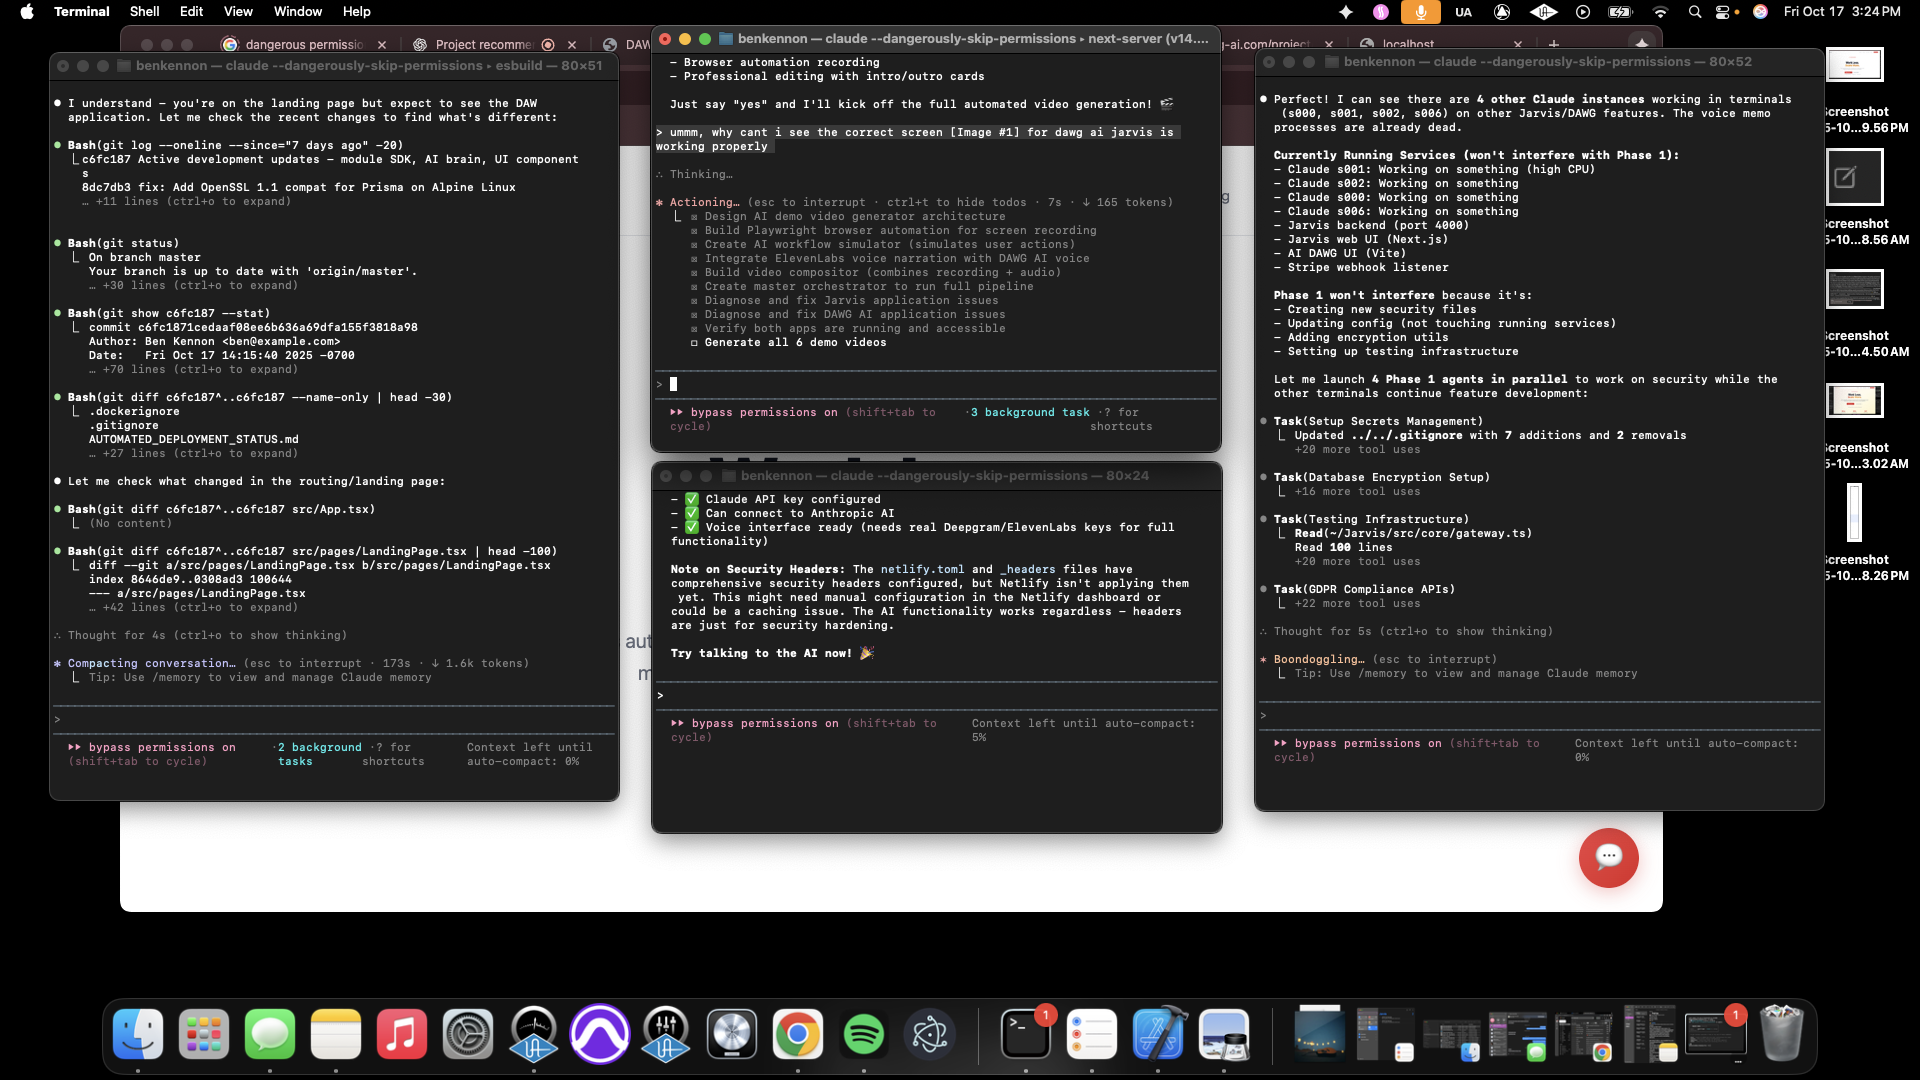 Terminal Shell Edit View Window Help
UA Fri Oct 17 3:24 PM
dangerous permissio
Project recomme
DAW
-ai.com/project
localhost
benkennon — claude --dangerously-skip-permissions ▸ esbuild — 80×51
● I understand – you're on the landing page but expect to see the DAW
application. Let me check the recent changes to find what's different:
● Bash(git log --oneline --since="7 days ago" -20)
c6fc187 Active development updates – module SDK, AI brain, UI component
s
8dc7db3 fix: Add OpenSSL 1.1 compat for Prisma on Alpine Linux
… +11 lines (ctrl+o to expand)
● Bash(git status)
On branch master
Your branch is up to date with 'origin/master'.
… +30 lines (ctrl+o to expand)
● Bash(git show c6fc187 --stat)
commit c6fc1871cedaaf08ee6b636a69dfa155f3818a98
Author: Ben Kennon <ben@example.com>
Date:   Fri Oct 17 14:15:40 2025 -0700
… +70 lines (ctrl+o to expand)
● Bash(git diff c6fc187^..c6fc187 --name-only | head -30)
.dockerignore
.gitignore
AUTOMATED_DEPLOYMENT_STATUS.md
… +27 lines (ctrl+o to expand)
● Let me check what changed in the routing/landing page:
● Bash(git diff c6fc187^..c6fc187 src/App.tsx)
(No content)
● Bash(git diff c6fc187^..c6fc187 src/pages/LandingPage.tsx | head -100)
diff --git a/src/pages/LandingPage.tsx b/src/pages/LandingPage.tsx
index 8646de9..0308ad3 100644
--- a/src/pages/LandingPage.tsx
… +42 lines (ctrl+o to expand)
∴ Thought for 4s (ctrl+o to show thinking)
✱ Compacting conversation… (esc to interrupt · 173s · ↓ 1.6k tokens)
Tip: Use /memory to view and manage Claude memory
>
▸▸ bypass permissions on (shift+tab to cycle) · 2 background tasks · ? for shortcuts
Context left until auto-compact: 0%
benkennon — claude --dangerously-skip-permissions ▸ next-server (v14....
– Browser automation recording
– Professional editing with intro/outro cards
Just say "yes" and I'll kick off the full automated video generation! 🎬
> ummm, why cant i see the correct screen [Image #1] for dawg ai jarvis is
working properly
∴ Thinking…
✱ Actioning… (esc to interrupt · ctrl+t to hide todos · 7s · ↓ 165 tokens)
☒ Design AI demo video generator architecture
☒ Build Playwright browser automation for screen recording
☒ Create AI workflow simulator (simulates user actions)
☒ Integrate ElevenLabs voice narration with DAWG AI voice
☒ Build video compositor (combines recording + audio)
☒ Create master orchestrator to run full pipeline
☒ Diagnose and fix Jarvis application issues
☒ Diagnose and fix DAWG AI application issues
☒ Verify both apps are running and accessible
☐ Generate all 6 demo videos
>
▸▸ bypass permissions on (shift+tab to cycle) · 3 background task · ? for shortcuts
benkennon — claude --dangerously-skip-permissions — 80×24
– ✅ Claude API key configured
– ✅ Can connect to Anthropic AI
– ✅ Voice interface ready (needs real Deepgram/ElevenLabs keys for full
functionality)
Note on Security Headers: The netlify.toml and _headers files have
comprehensive security headers configured, but Netlify isn't applying them
yet. This might need manual configuration in the Netlify dashboard or
could be a caching issue. The AI functionality works regardless – headers
are just for security hardening.
Try talking to the AI now! 🎉
>
▸▸ bypass permissions on (shift+tab to cycle)
Context left until auto-compact: 5%
benkennon — claude --dangerously-skip-permissions — 80×52
● Perfect! I can see there are 4 other Claude instances working in terminals
(s000, s001, s002, s006) on other Jarvis/DAWG features. The voice memo
processes are already dead.
Currently Running Services (won't interfere with Phase 1):
– Claude s001: Working on something (high CPU)
– Claude s002: Working on something
– Claude s000: Working on something
– Claude s006: Working on something
– Jarvis backend (port 4000)
– Jarvis web UI (Next.js)
– AI DAWG UI (Vite)
– Stripe webhook listener
Phase 1 won't interfere because it's:
– Creating new security files
– Updating config (not touching running services)
– Adding encryption utils
– Setting up testing infrastructure
Let me launch 4 Phase 1 agents in parallel to work on security while the
other terminals continue feature development:
● Task(Setup Secrets Management)
Updated ../../.gitignore with 7 additions and 2 removals
+20 more tool uses
● Task(Database Encryption Setup)
+16 more tool uses
● Task(Testing Infrastructure)
Read(~/Jarvis/src/core/gateway.ts)
Read 100 lines
+20 more tool uses
● Task(GDPR Compliance APIs)
+22 more tool uses
∴ Thought for 5s (ctrl+o to show thinking)
✱ Boondoggling… (esc to interrupt)
Tip: Use /memory to view and manage Claude memory
>
▸▸ bypass permissions on (shift+tab to cycle)
Context left until auto-compact: 0%
g
aut
m
Screenshot
5-10...9.56 PM
Screenshot
5-10...8.56 AM
Screenshot
5-10...4.50 AM
Screenshot
5-10...3.02 AM
Screenshot
5-10...8.26 PM
1
1